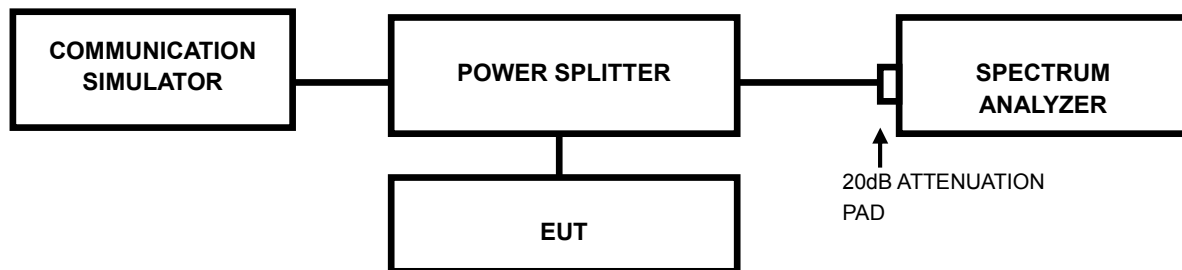 COMMUNICATION
SIMULATOR
POWER SPLITTER
SPECTRUM
ANALYZER
20dB ATTENUATION
PAD
EUT